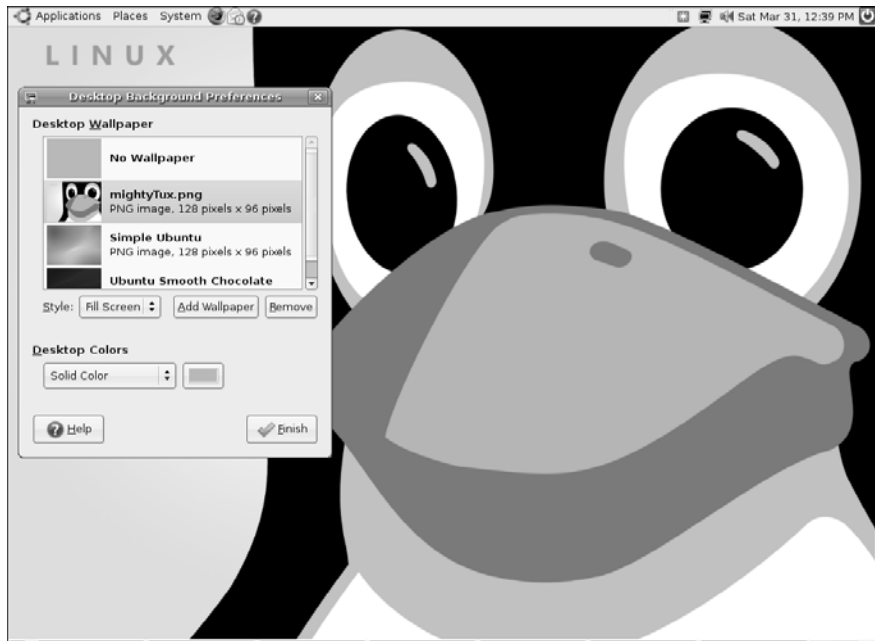 Applications Places System Sat Mar 31, 12:39 PM
LINUX
Desktop Background Preferences
Desktop Wallpaper
No Wallpaper
mightyTux.png
PNG image, 128 pixels x 96 pixels
Simple Ubuntu
PNG image, 128 pixels x 96 pixels
Ubuntu Smooth Chocolate
Style: Fill Screen Add Wallpaper Remove
Desktop Colors
Solid Color
Help Finish